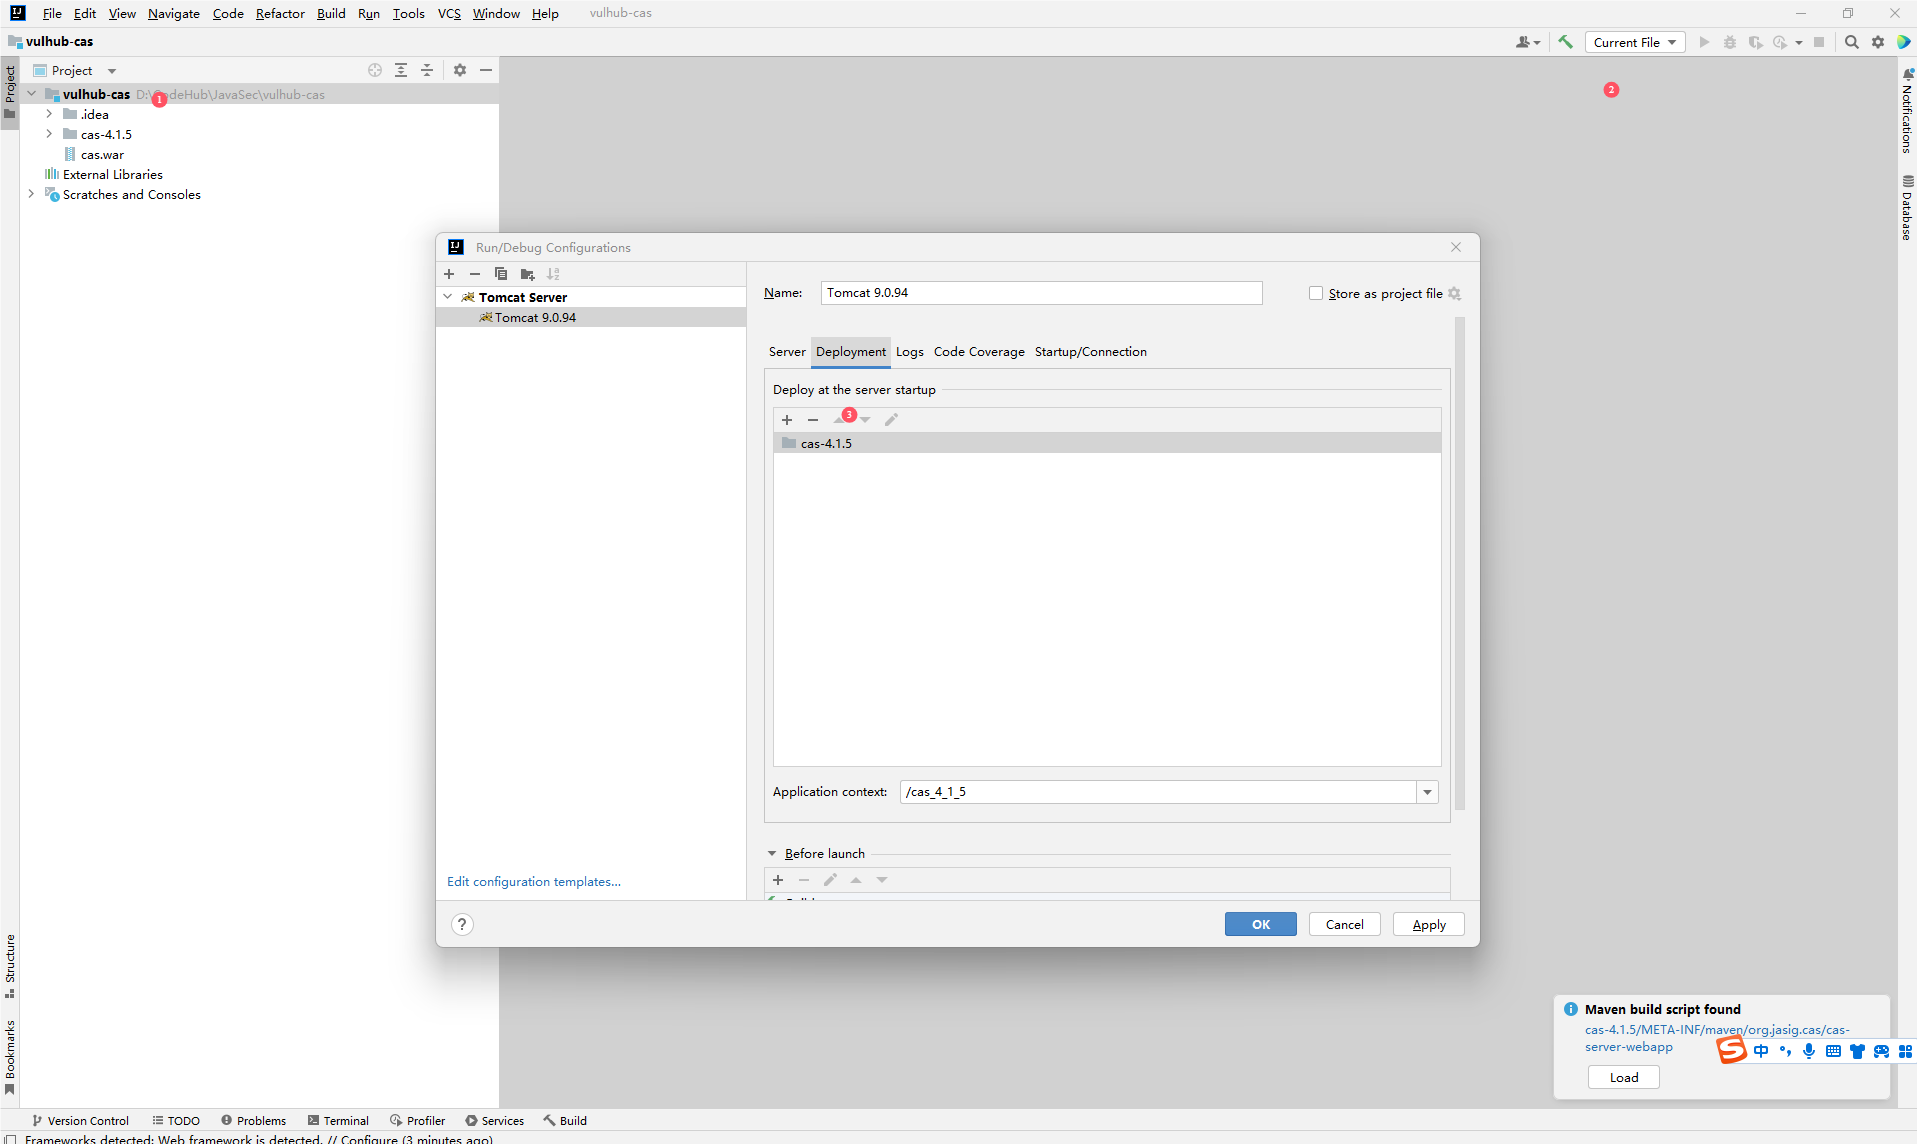 File Edit View Navigate Code Refactor Build Run Tools VCS Window Help vulhub-cas
vulhub-cas
Current File
Project
Project
vulhub-cas D:\CodeHub\JavaSec\vulhub-cas
1
2
.idea
cas-4.1.5
cas.war
External Libraries
Scratches and Consoles
Notifications
Database
Run/Debug Configurations
Tomcat Server
Tomcat 9.0.94
Edit configuration templates...
Name: Tomcat 9.0.94 Store as project file
Server Deployment Logs Code Coverage Startup/Connection
Deploy at the server startup
3
cas-4.1.5
Application context: /cas_4_1_5
Before launch
? OK Cancel Apply
Structure
Bookmarks
Maven build script found
cas-4.1.5/META-INF/maven/org.jasig.cas/cas-
server-webapp
中
Load
Version Control TODO Problems Terminal Profiler Services Build
Frameworks detected: Web framework is detected. // Configure (3 minutes ago)